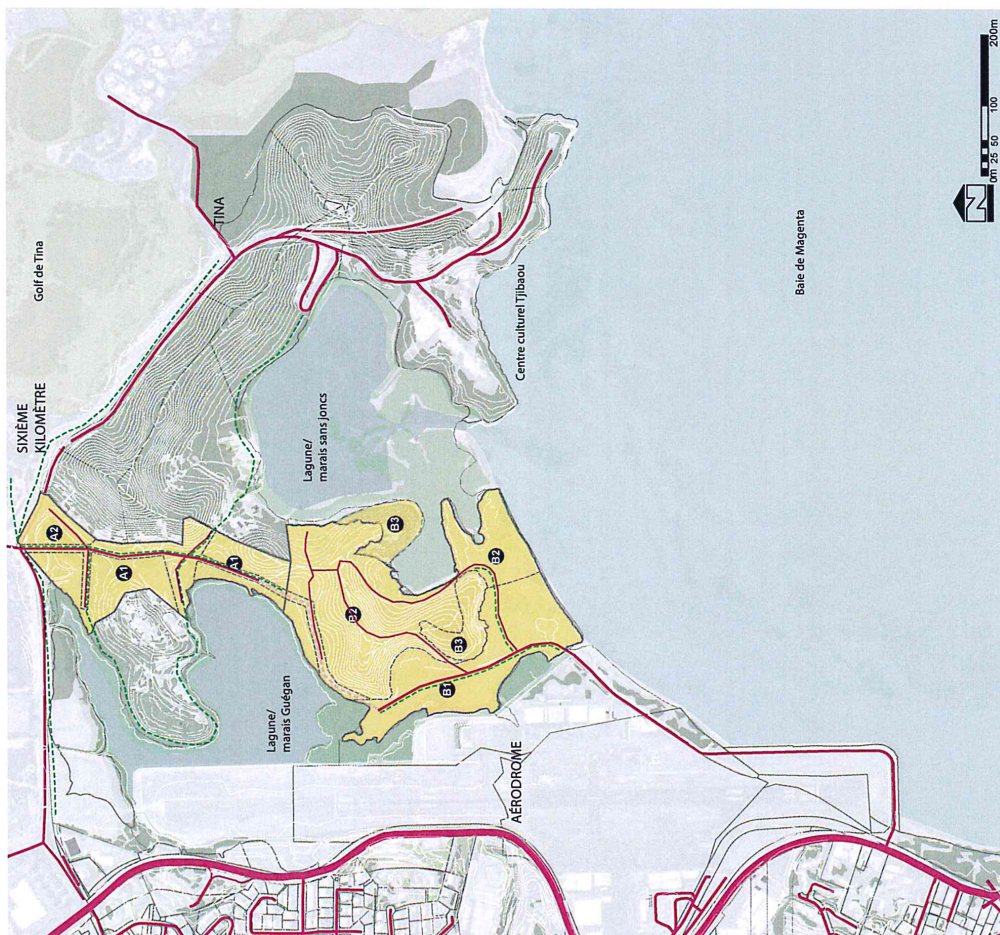 Golf de Tina
SIXIÈME
KILOMÈTRE
TINA
A2
A1
A1
Lagune/
marais sans joncs
Centre culturel Tjibaou
Baie de Magenta
B3
B2
B2
B3
B1
Lagune/
marais Guégan
AÉRODROME
N
0m 25 50 100 200m